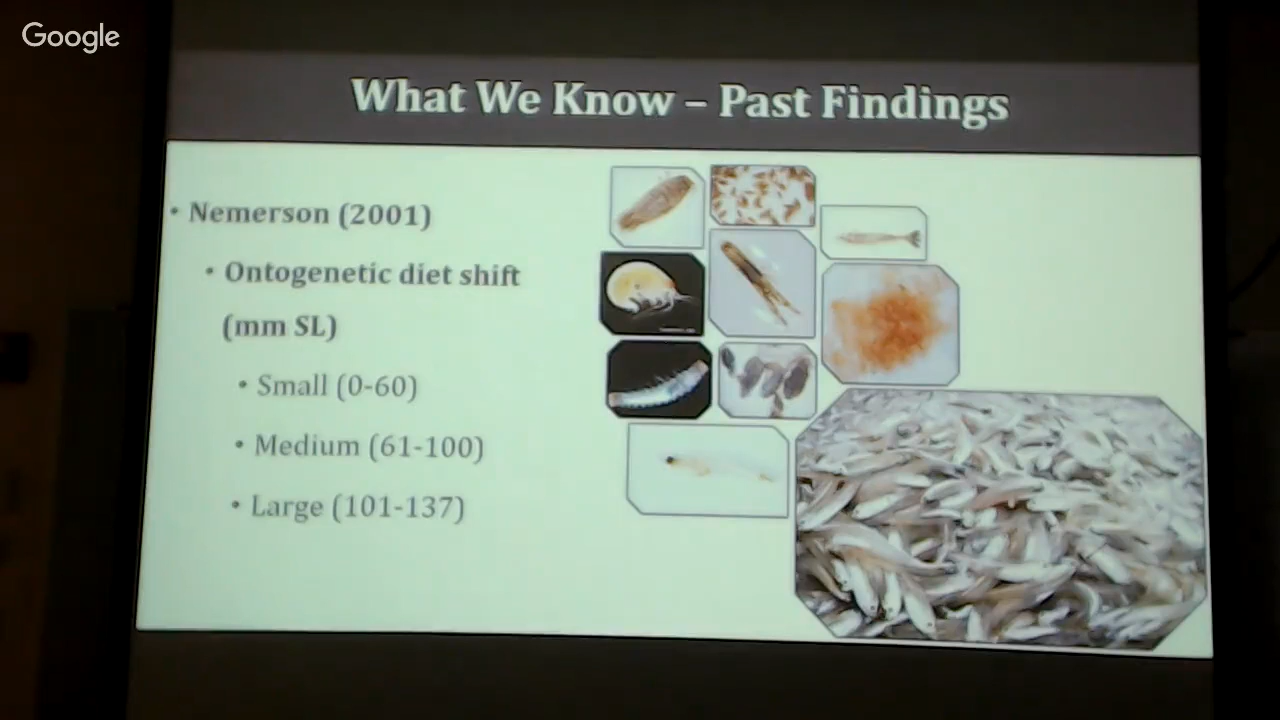 Google
What We Know – Past Findings
• Nemerson (2001)
• Ontogenetic diet shift
(mm SL)
• Small (0-60)
• Medium (61-100)
• Large (101-137)